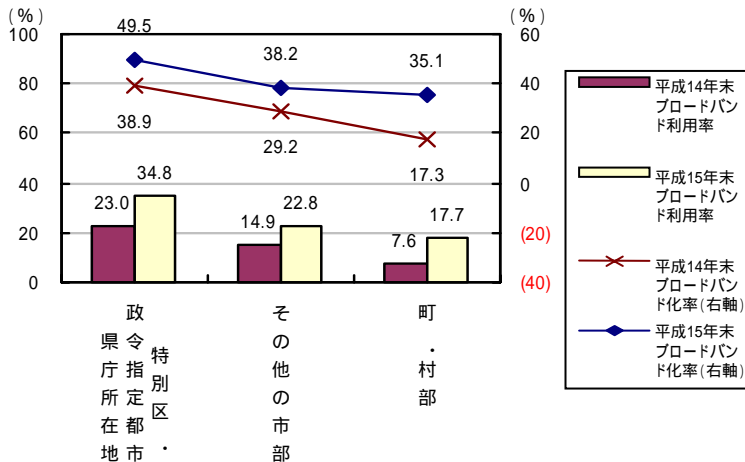 (%)
(%)
100
80
60
40
20
0
60
40
20
0
(20)
(40)
49.5
38.2
35.1
38.9
29.2
17.3
23.0
34.8
14.9
22.8
7.6
17.7
特別区・
政令指定都市
県庁所在地
その他の市部
町・村部
平成14年末
ブロードバン
ド利用率
平成15年末
ブロードバン
ド利用率
平成14年末
ブロードバン
ド化率(右軸)
平成15年末
ブロードバン
ド化率(右軸)